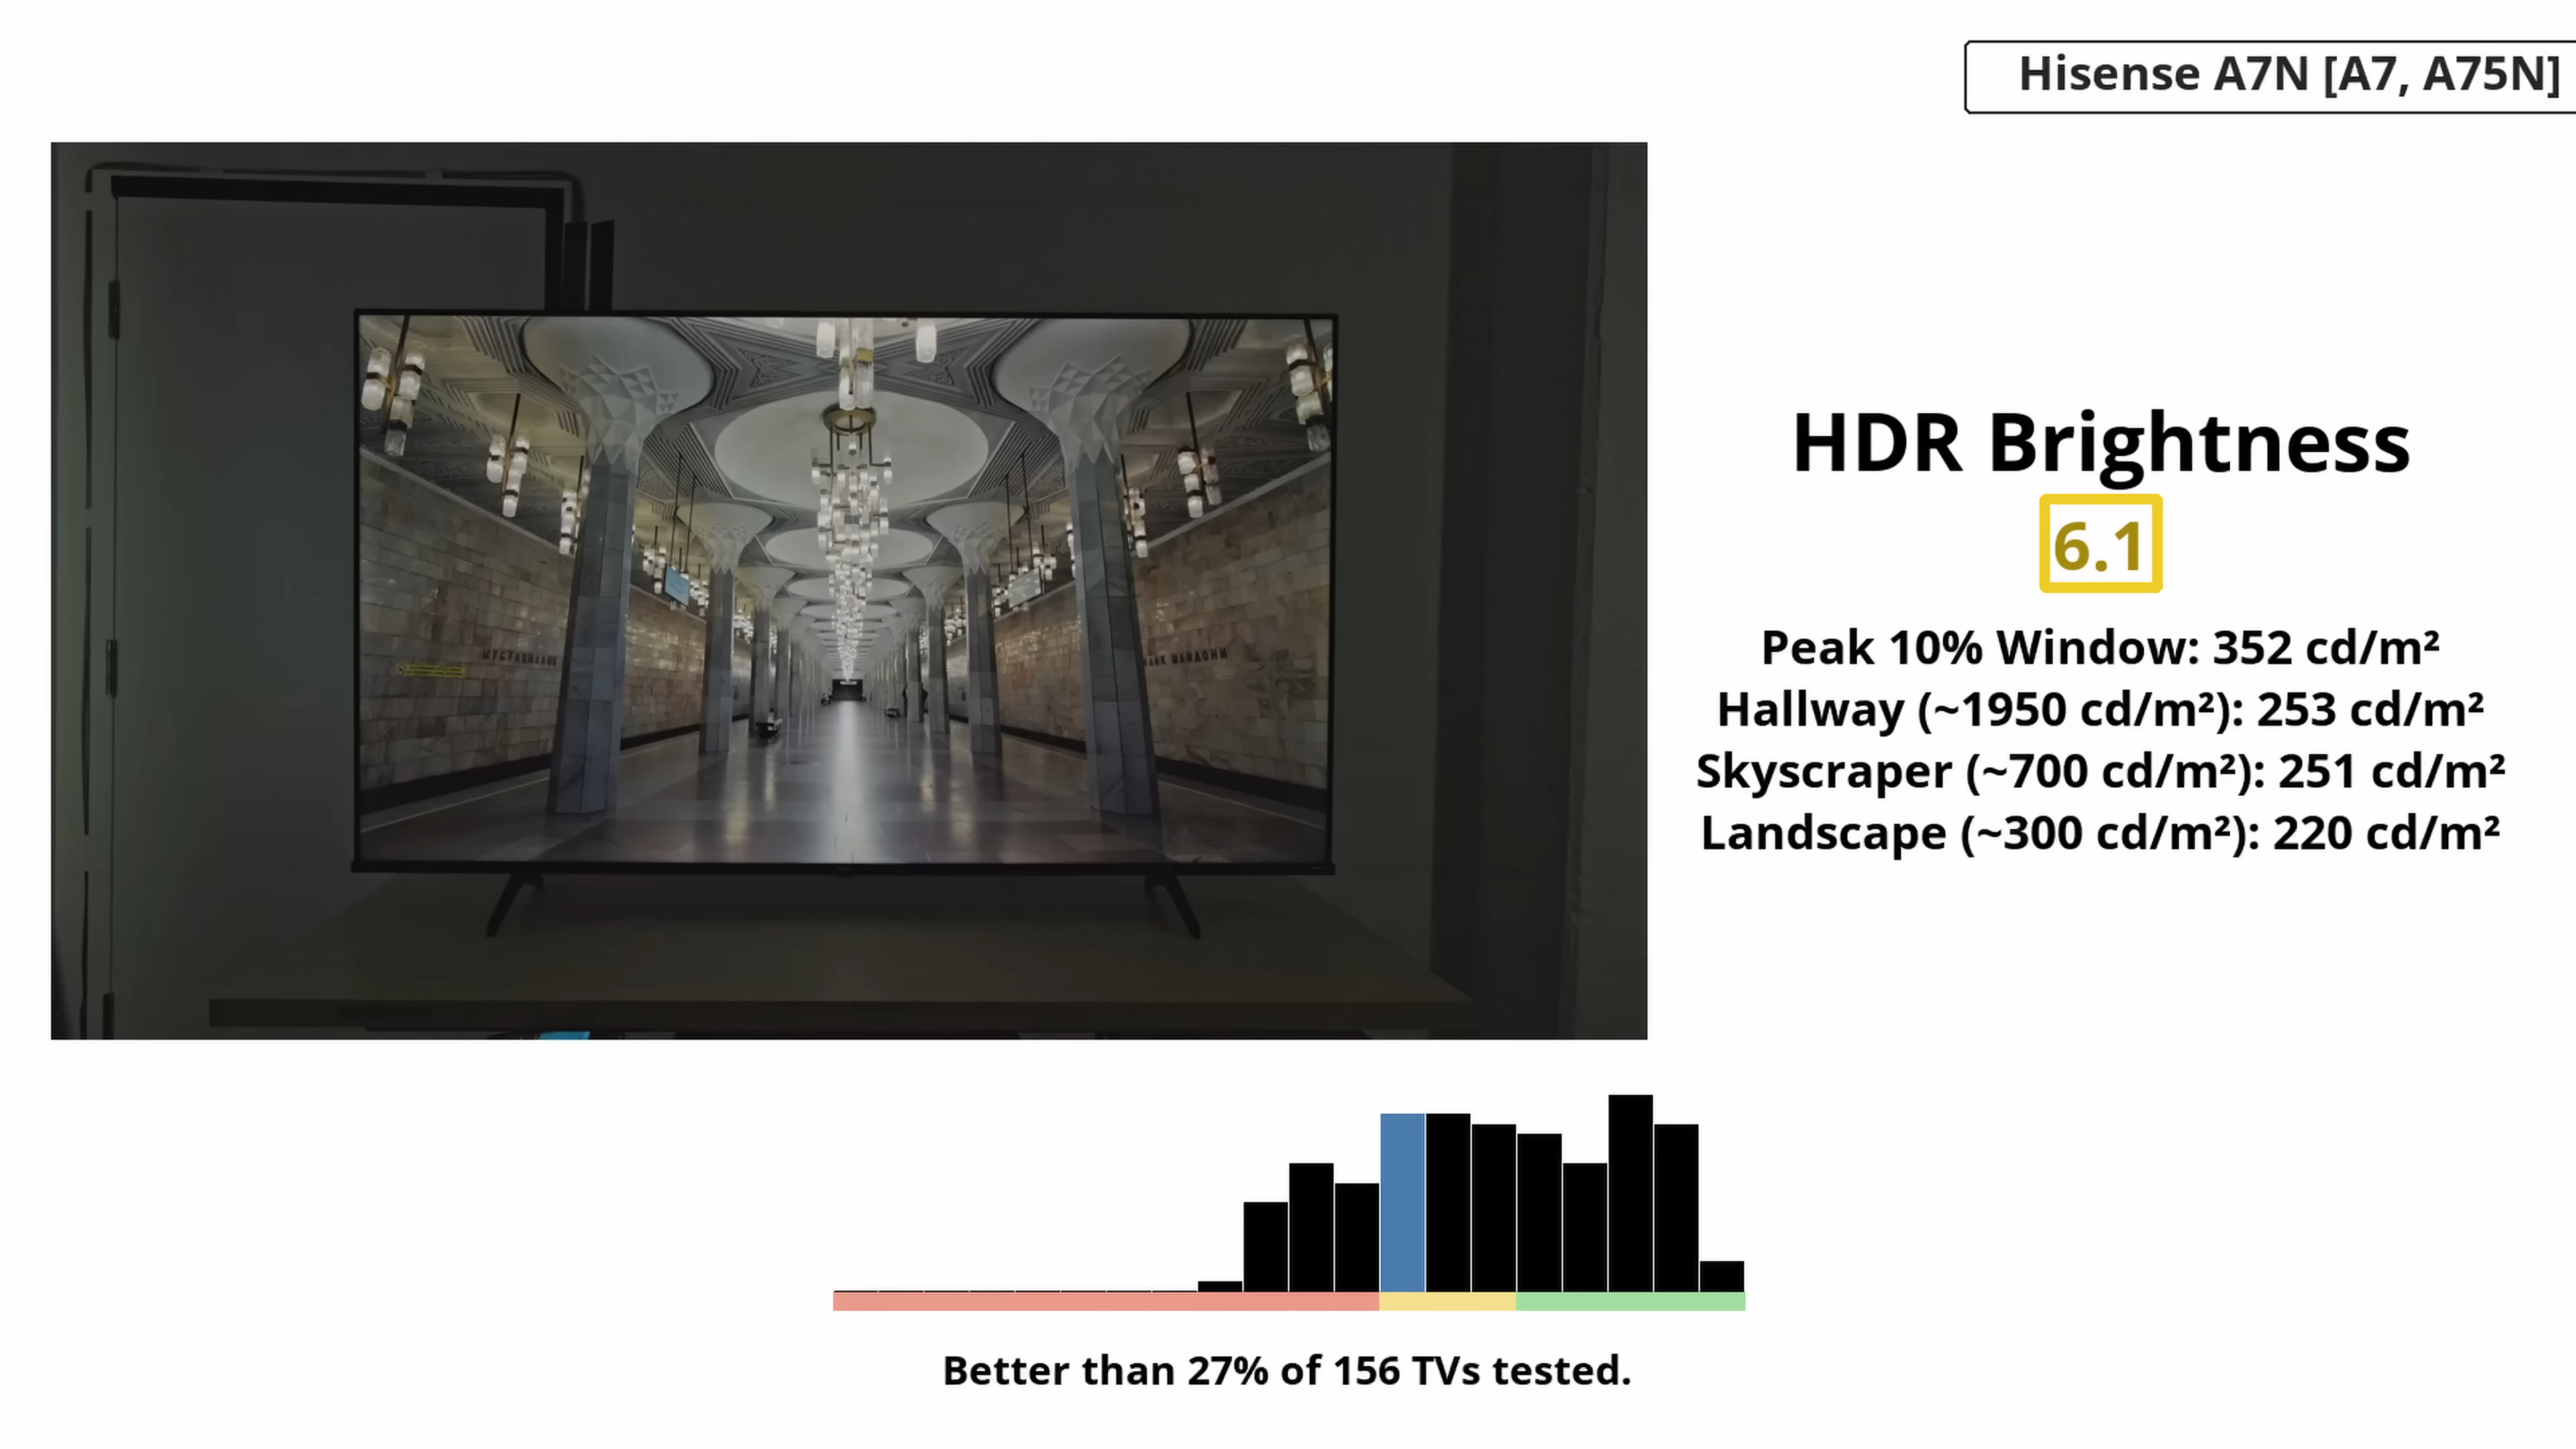 Hisense A7N [A7, A75N]
HDR Brightness
6.1
Peak 10% Window: 352 cd/m²
Hallway (~1950 cd/m²): 253 cd/m²
Skyscraper (~700 cd/m²): 251 cd/m²
Landscape (~300 cd/m²): 220 cd/m²
Better than 27% of 156 TVs tested.